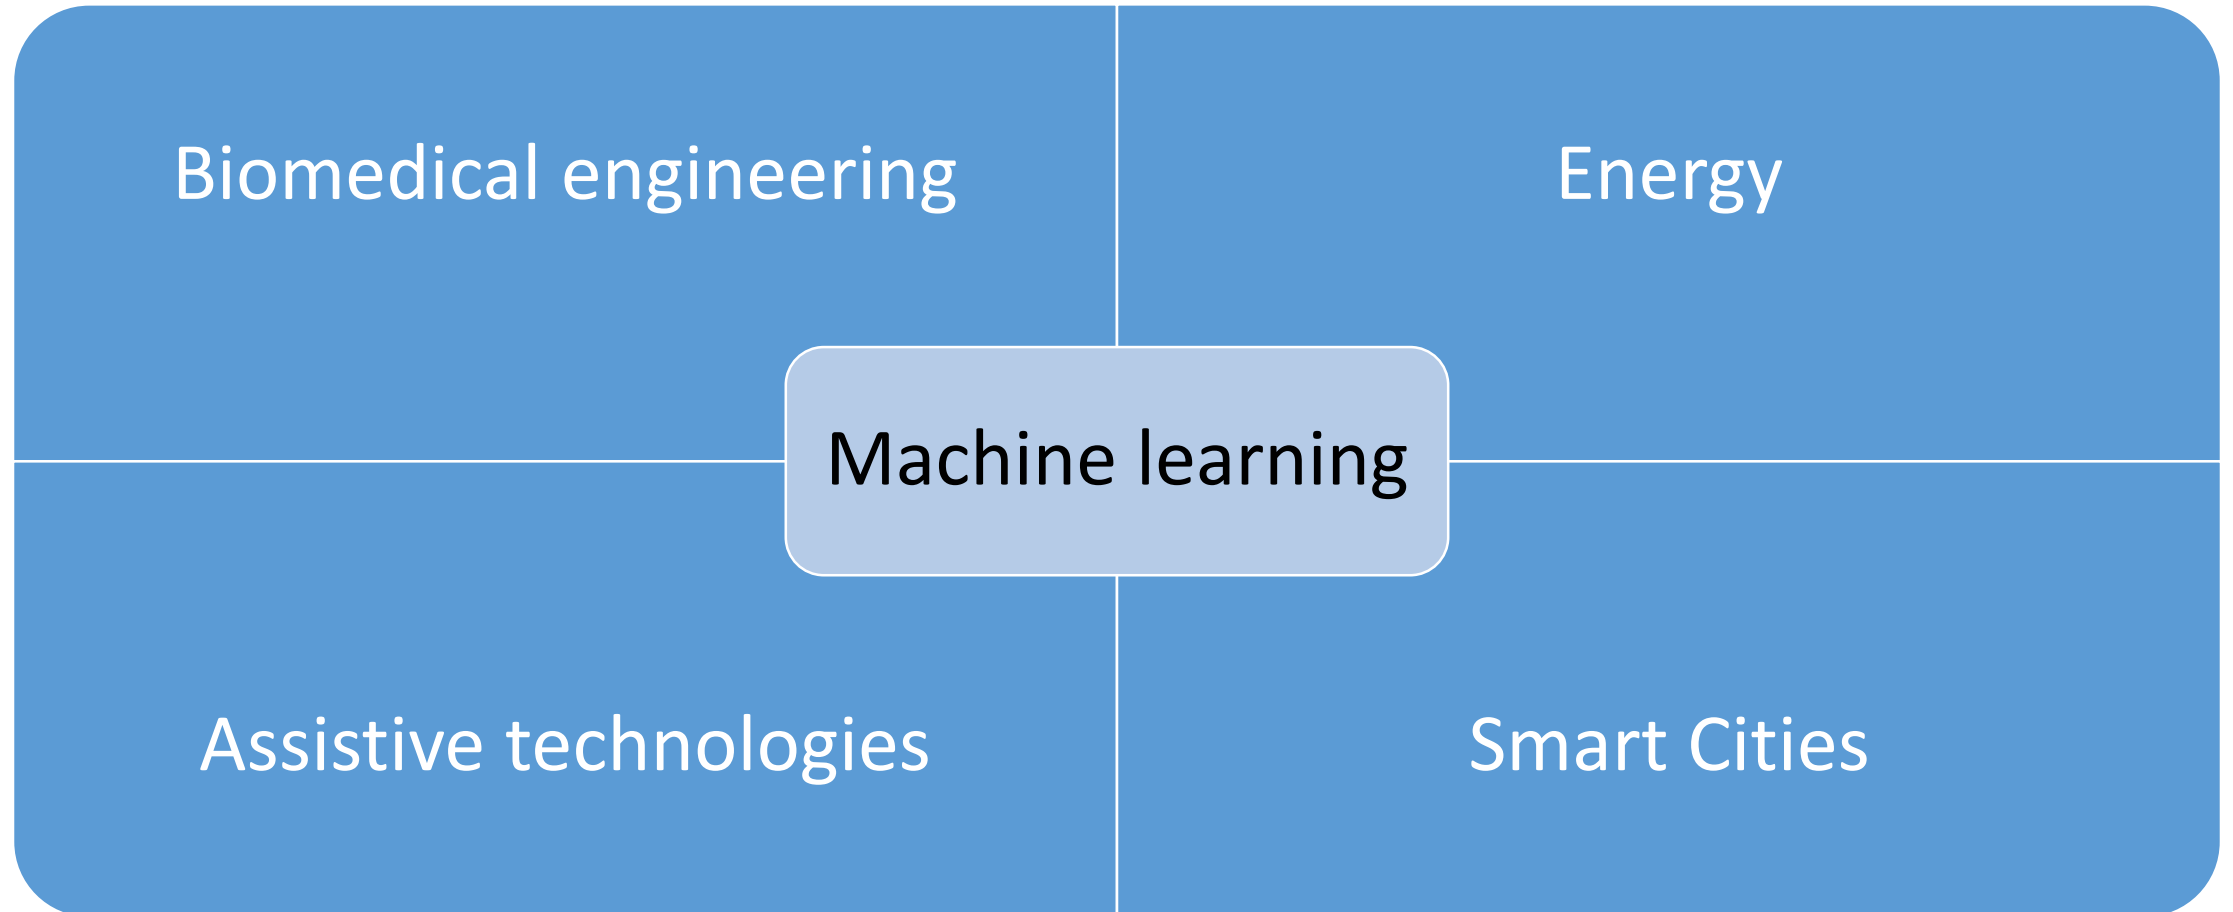 Biomedical engineering
Energy
Machine learning
Assistive technologies
Smart Cities